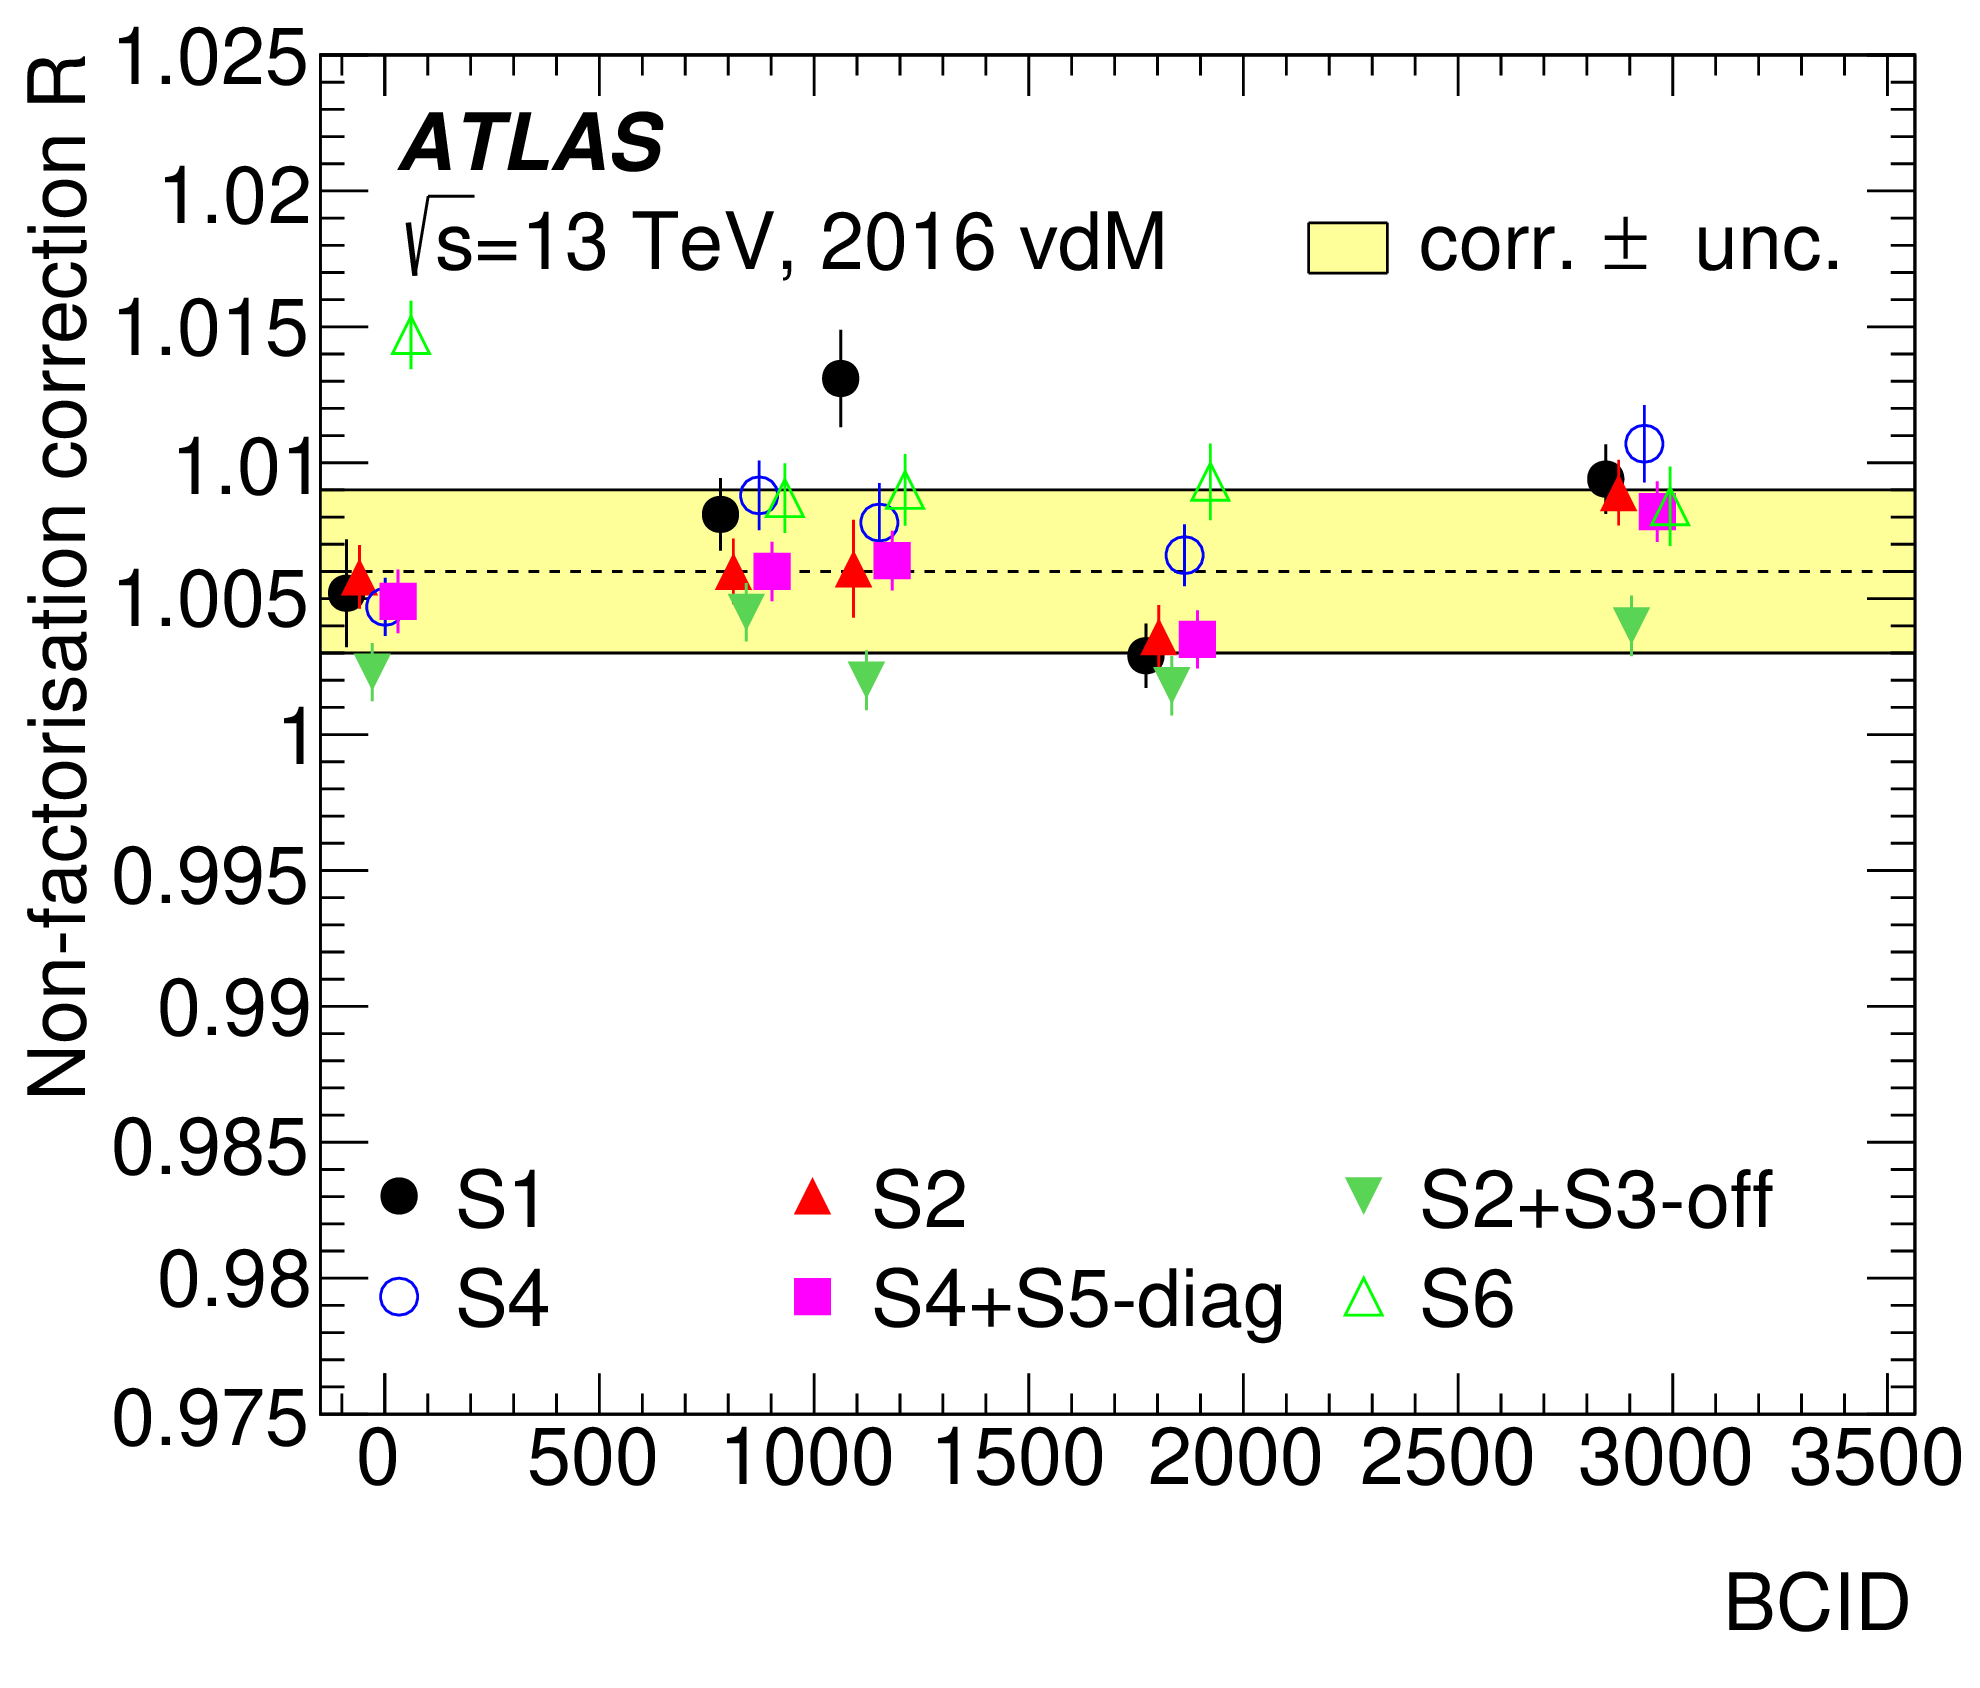 Non-factorisation correction R
1.025
1.02
1.015
1.01
1.005
1
0.995
0.99
0.985
0.98
0.975
ATLAS
√s=13 TeV, 2016 vdM
corr. ± unc.
S1 S2 S2+S3-off
S4 S4+S5-diag S6
0 500 1000 1500 2000 2500 3000 3500
BCID